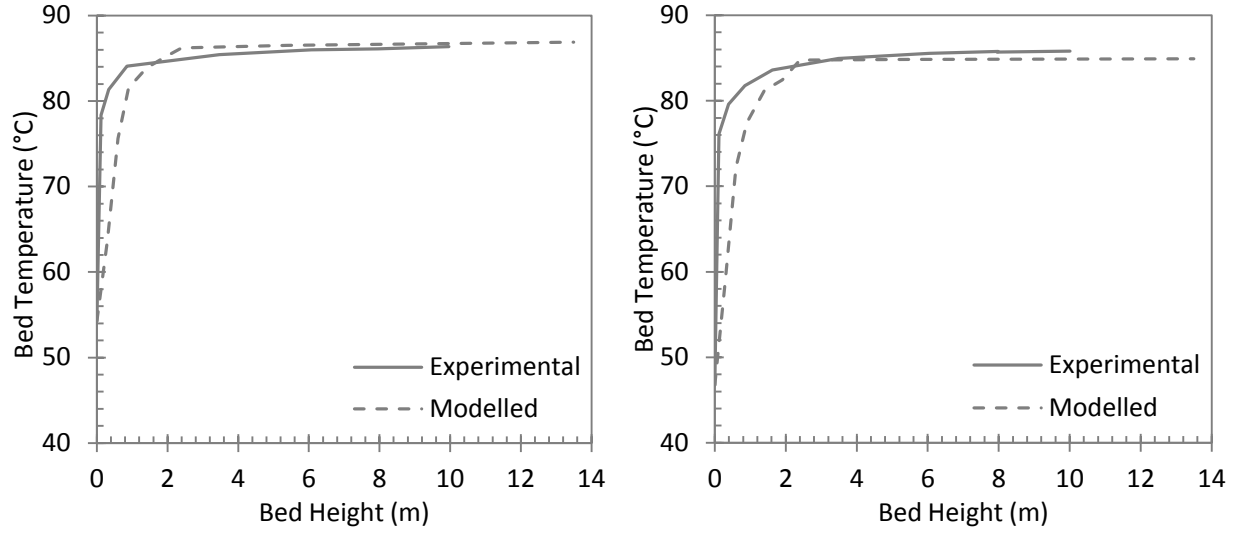 90
80
70
60
50
40
Bed Temperature (°C)
Experimental
Modelled
0 2 4 6 8 10 12 14
Bed Height (m)
90
80
70
60
50
40
Bed Temperature (°C)
Experimental
Modelled
0 2 4 6 8 10 12 14
Bed Height (m)